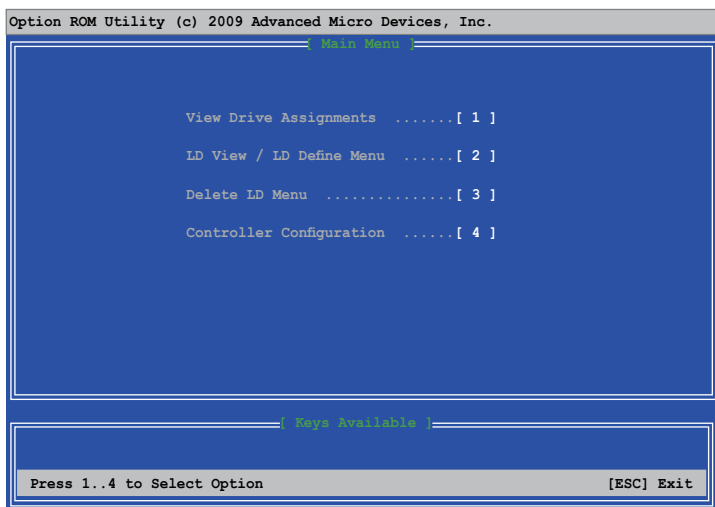 Option ROM Utility (c) 2009 Advanced Micro Devices, Inc.
[ Main Menu ]
View Drive Assignments .......[ 1 ]
LD View / LD Define Menu ......[ 2 ]
Delete LD Menu ...............[ 3 ]
Controller Configuration ......[ 4 ]
[ Keys Available ]
Press 1..4 to Select Option [ESC] Exit